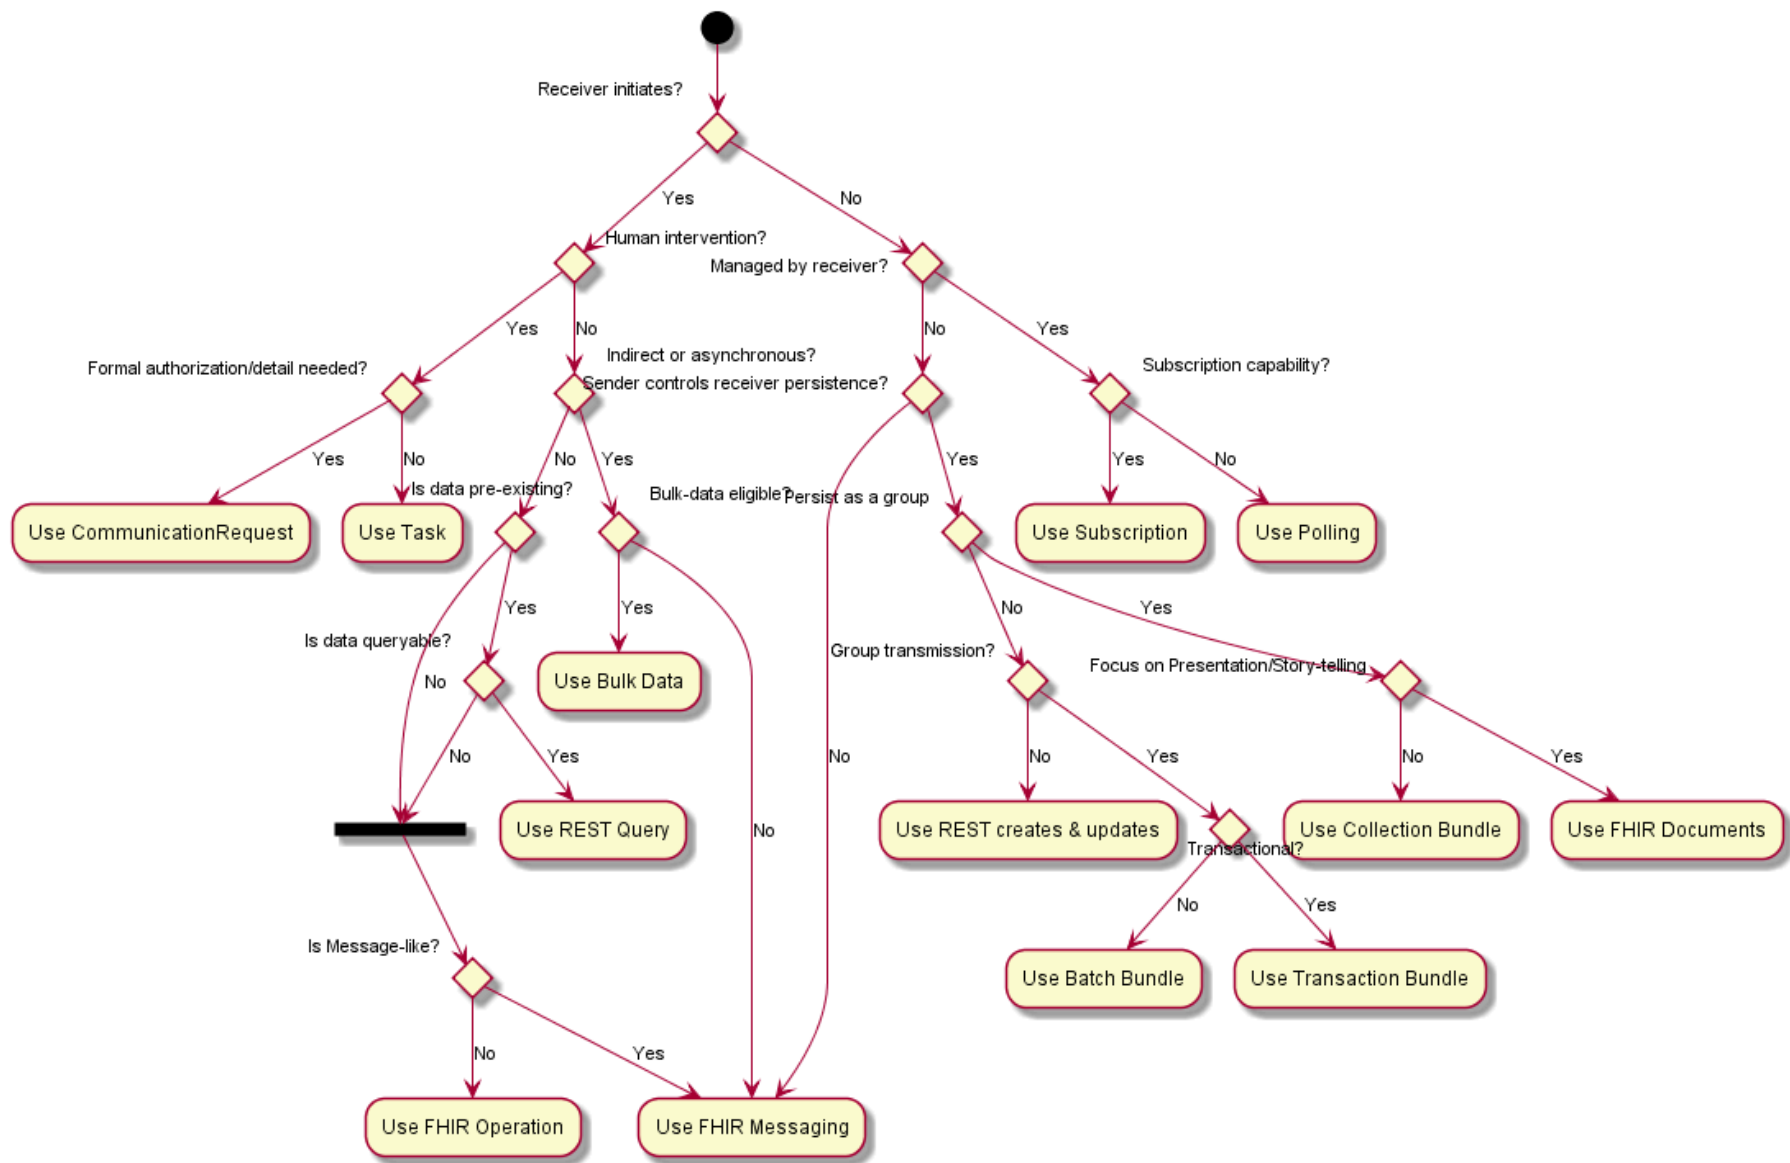 Receiver initiates?
Yes
No
Human intervention?
Managed by receiver?
Yes
No
No
Yes
Formal authorization/detail needed?
Indirect or asynchronous?
Sender controls receiver persistence?
Subscription capability?
Yes
No
No
Yes
Yes
Yes
No
Is data pre-existing?
Bulk-data eligible?
Persist as a group
Use CommunicationRequest
Use Task
Use Subscription
Use Polling
Yes
Yes
No
Yes
Is data queryable?
Group transmission?
Focus on Presentation/Story-telling
No
Use Bulk Data
No
Yes
No
No
Yes
No
Yes
Use REST Query
No
Use REST creates & updates
Use Collection Bundle
Use FHIR Documents
Transactional?
No
Yes
Is Message-like?
Use Batch Bundle
Use Transaction Bundle
No
Yes
Use FHIR Operation
Use FHIR Messaging